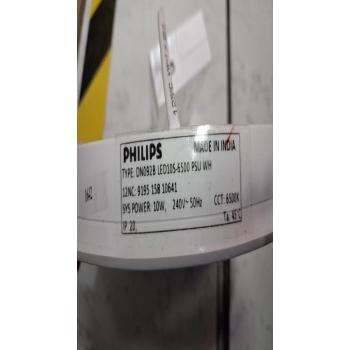 PHILIPS MADE IN INDIA
TYPE: DN092B LED10S-6500 PSU WH
12NC: 9195 158 10641
SYS POWER: 10W, 240V~ 50Hz CCT: 6500K
IP 20, Ta: 40°C